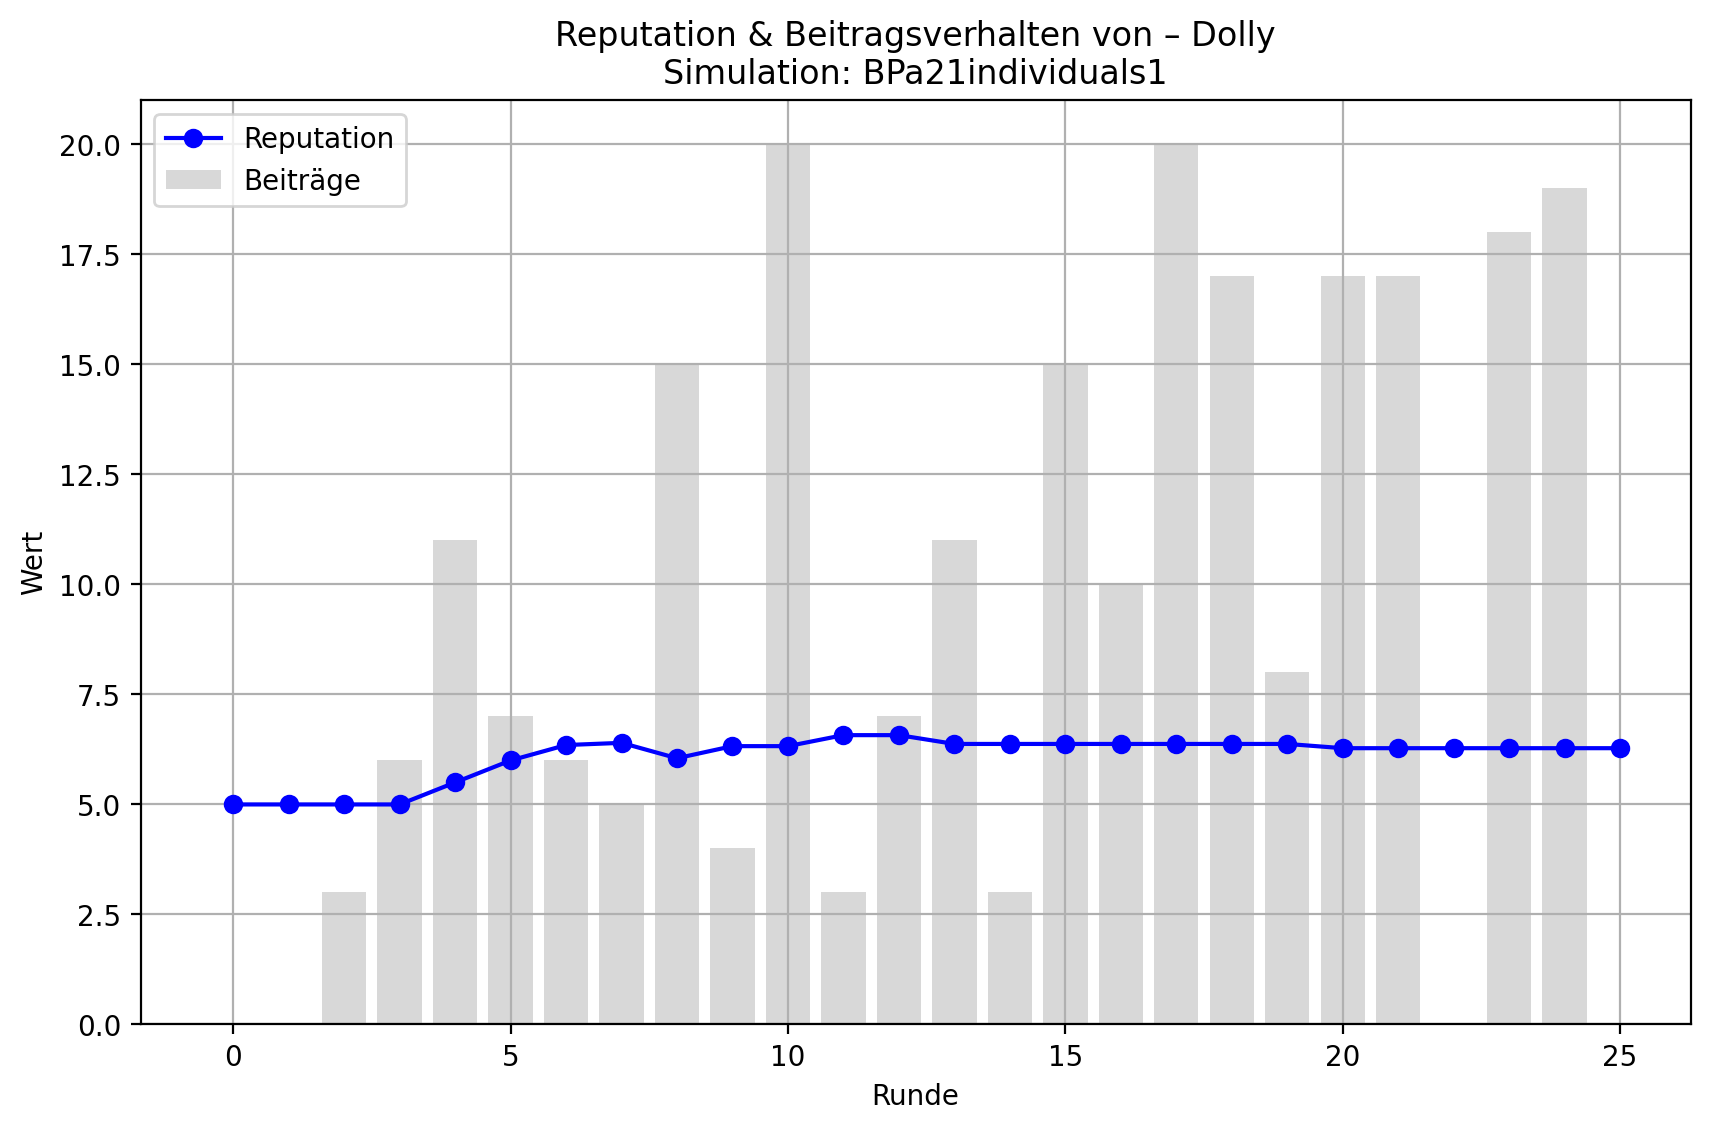 Reputation & Beitragsverhalten von – Dolly
Simulation: BPa21individuals1
Reputation
Beiträge
20.0
17.5
15.0
12.5
10.0
7.5
5.0
2.5
0.0
Wert
0 5 10 15 20 25
Runde